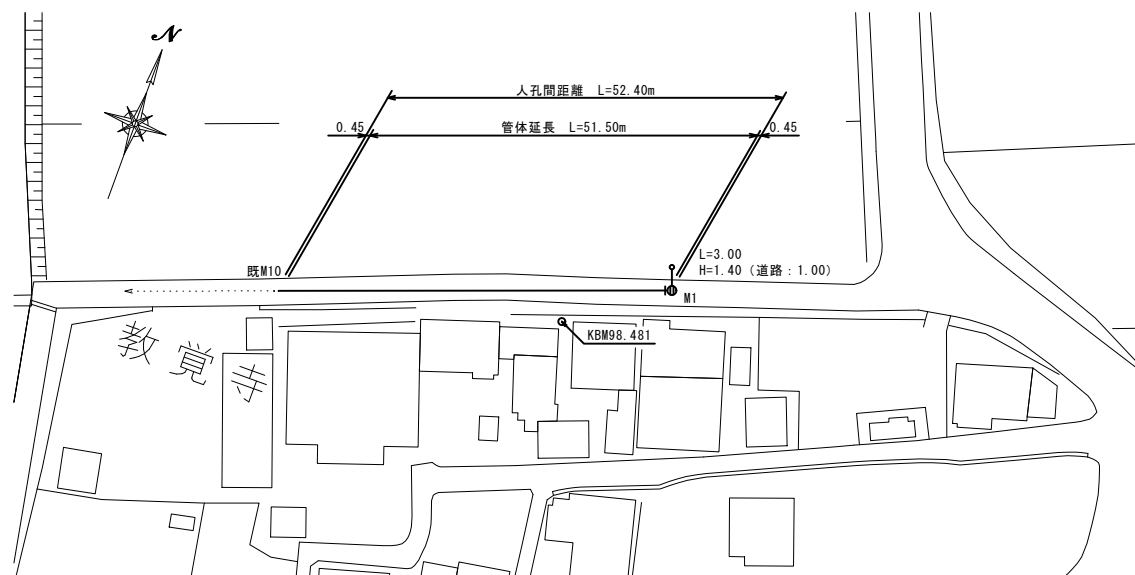 N
人孔間距離 L=52.40m
0.45
管体延長 L=51.50m
0.45
L=3.00
H=1.40（道路：1.00）
既M10
M1
KBM98.481
教覚寺